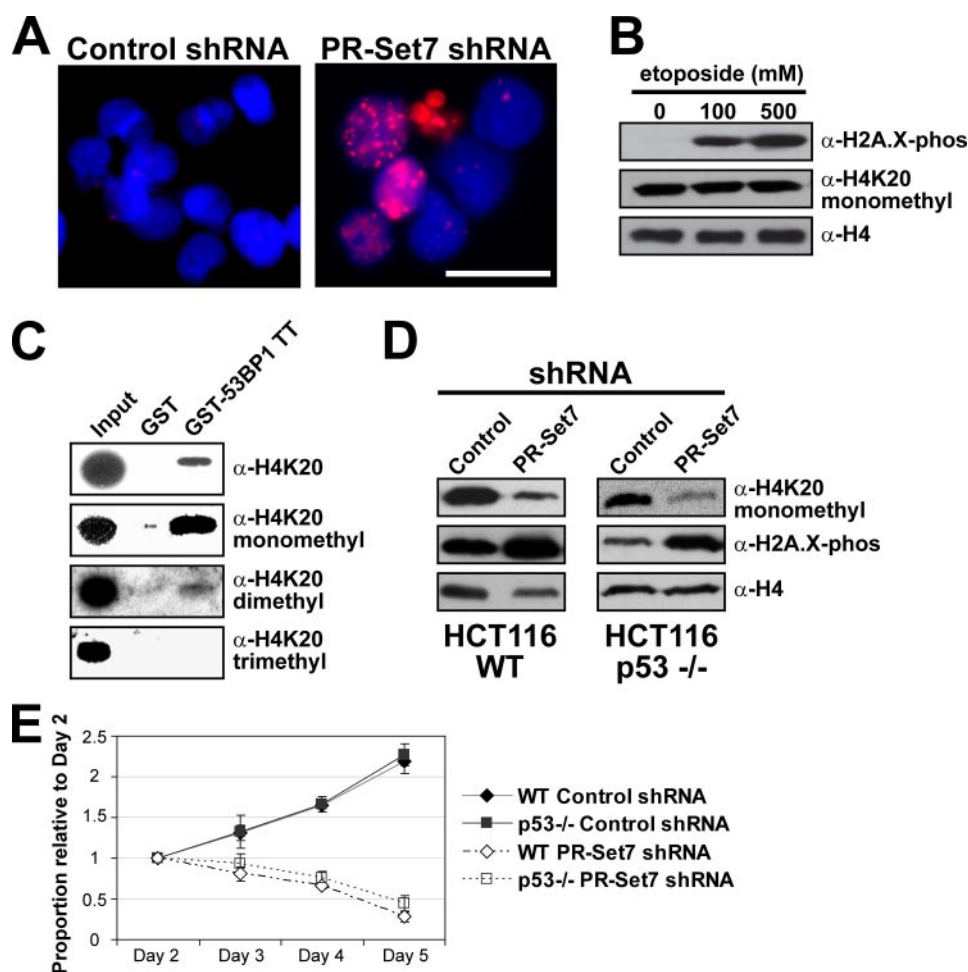 A
Control shRNA
PR-Set7 shRNA
B
etoposide (mM)
0 100 500
α-H2A.X-phos
α-H4K20
monomethyl
α-H4
C
Input
GST
GST-53BP1 TT
α-H4K20
α-H4K20
monomethyl
α-H4K20
dimethyl
α-H4K20
trimethyl
D
shRNA
Control
PR-Set7
Control
PR-Set7
α-H4K20
monomethyl
α-H2A.X-phos
α-H4
HCT116
WT
HCT116
p53 -/-
E
Proportion relative to Day 2
2.5
2
1.5
1
0.5
0
Day 2
Day 3
Day 4
Day 5
WT Control shRNA
p53-/- Control shRNA
WT PR-Set7 shRNA
p53-/- PR-Set7 shRNA